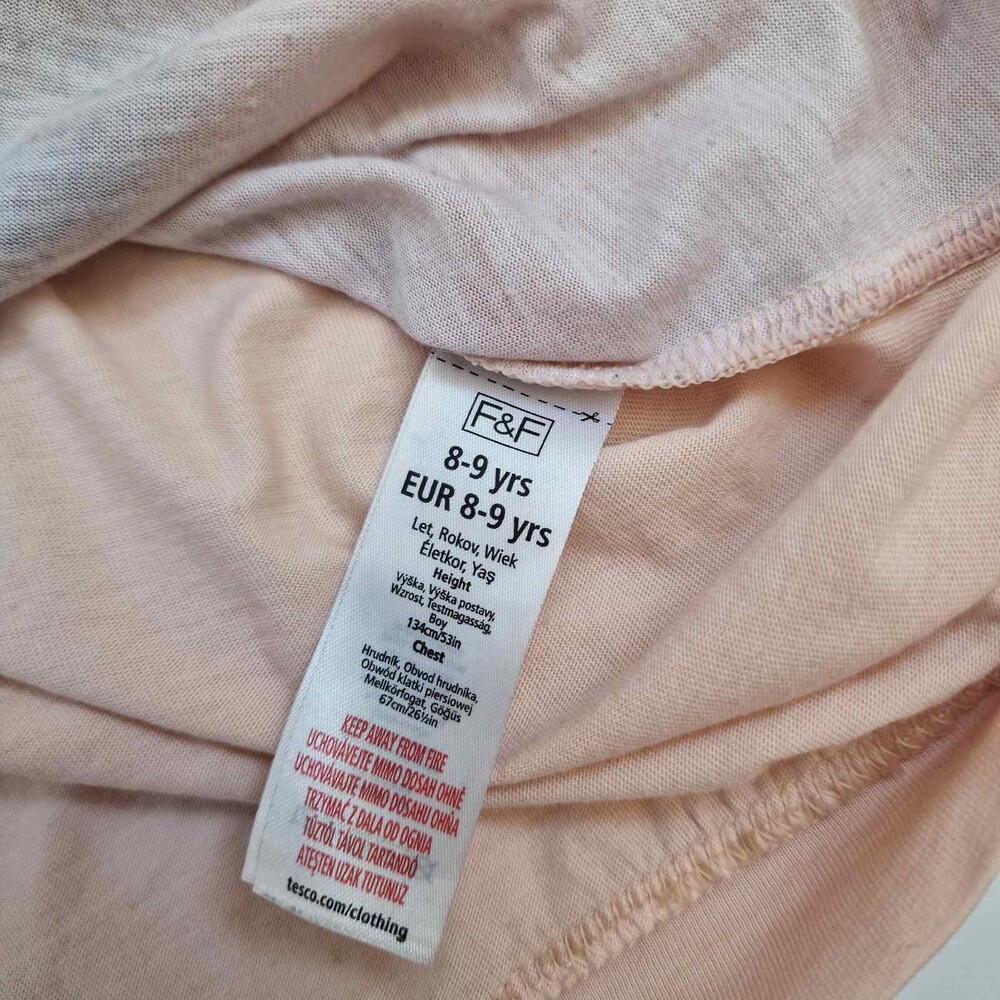 F&F
8-9 yrs
EUR 8-9 yrs
Let, Rokov, Wiek
Életkor, Yaş
Height
Výška, Výška postavy,
Wzrost, Testmagasság,
Boy
134cm/53in
Chest
Hrudník, Obvod hrudníka,
Obwód klatki piersiowej
Mellkörfogat, Göğüs
67cm/26½in
KEEP AWAY FROM FIRE
UCHOVÁVEJTE MIMO DOSAH OHNĚ
UCHOVÁVAJTE MIMO DOSAHU OHŇA
TRZYMAĆ Z DALA OD OGNIA
TŰZTŐL TÁVOL TARTANDÓ
ATEŞTEN UZAK TUTUNUZ
tesco.com/clothing